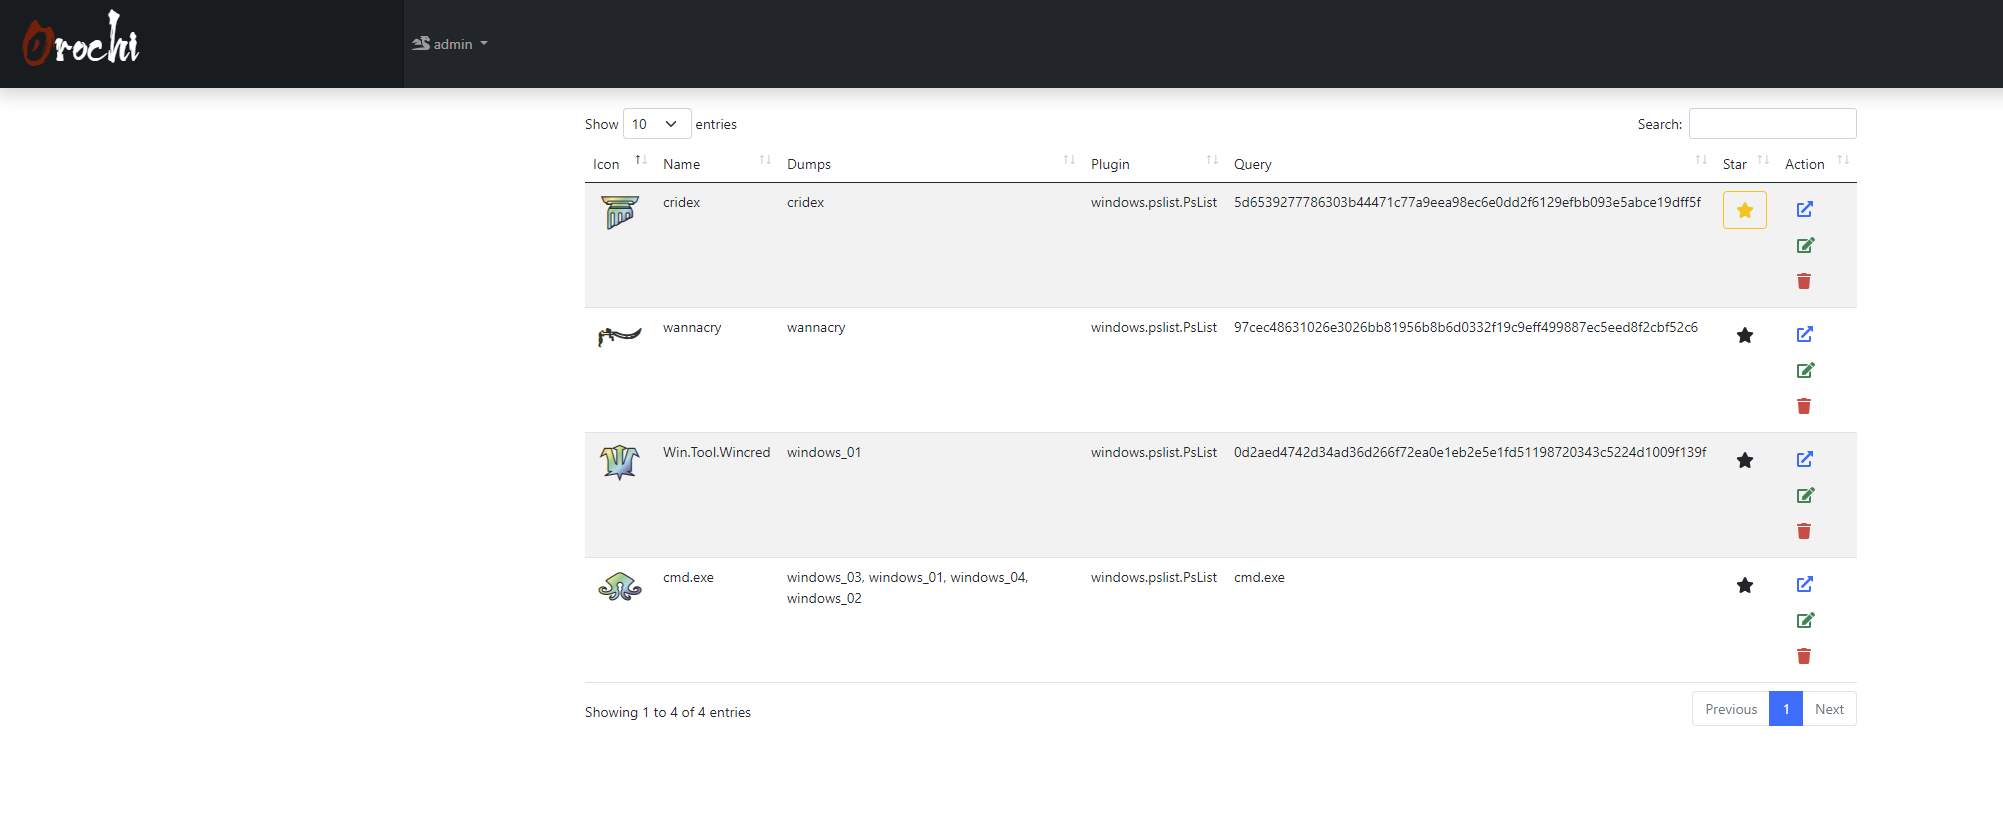 Orochi
admin
Show 10 entries
Search:
Icon Name Dumps Plugin Query Star Action
cridex cridex windows.pslist.PsList 5d6539277786303b44471c77a9eea98ec6e0dd2f6129efbb093e5abce19dff5f
wannacry wannacry windows.pslist.PsList 97cec48631026e3026bb81956b8b6d0332f19c9eff499887ec5eed8f2cbf52c6
Win.Tool.Wincred windows_01 windows.pslist.PsList 0d2aed4742d34ad36d266f72ea0e1eb2e5e1fd51198720343c5224d1009f139f
cmd.exe windows_03, windows_01, windows_04, windows.pslist.PsList cmd.exe
windows_02
Showing 1 to 4 of 4 entries
Previous 1 Next